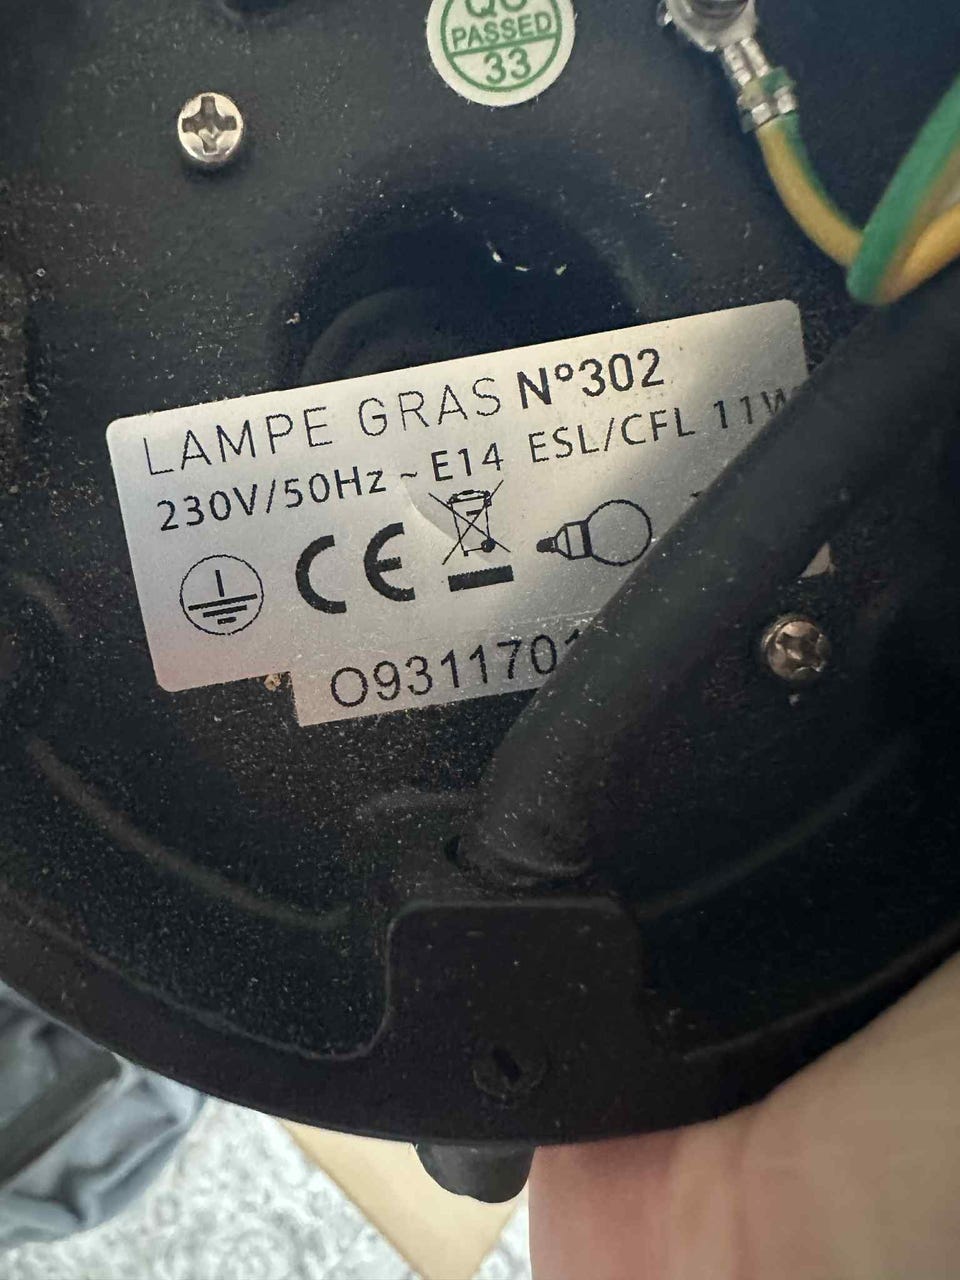 QC
PASSED
33
LAMPE GRAS N°302
230V/50Hz ~ E14 ESL/CFL 11W
CE
O931170